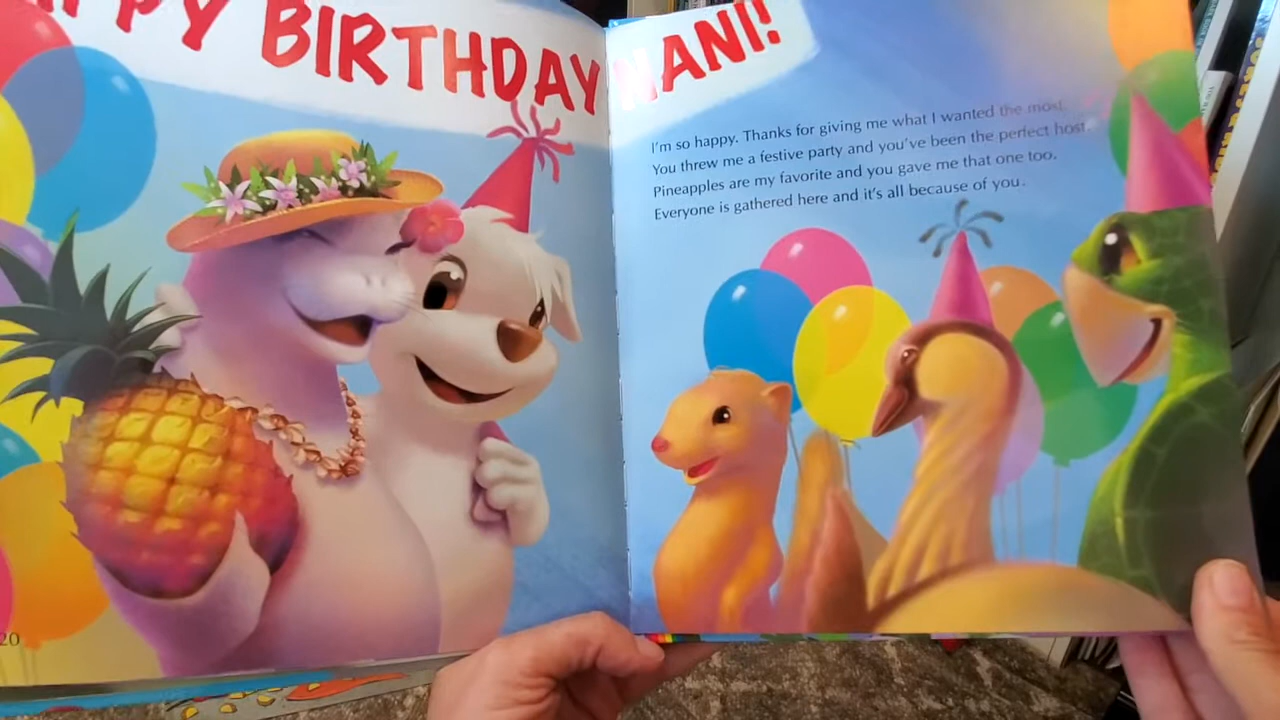 PPY BIRTHDAY NANI!
I'm so happy. Thanks for giving me what I wanted the most.
You threw me a festive party and you've been the perfect host.
Pineapples are my favorite and you gave me that one too.
Everyone is gathered here and it's all because of you.
20